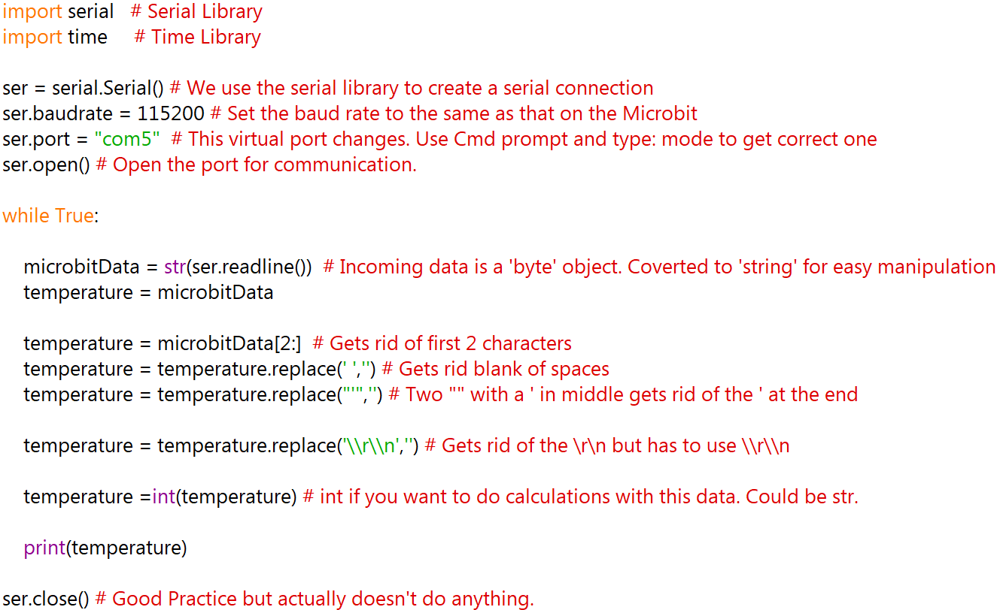 import serial   # Serial Library
import time     # Time Library
ser = serial.Serial() # We use the serial library to create a serial connection
ser.baudrate = 115200 # Set the baud rate to the same as that on the Microbit
ser.port = "com5"  # This virtual port changes. Use Cmd prompt and type: mode to get correct one
ser.open() # Open the port for communication.
while True:
    microbitData = str(ser.readline())  # Incoming data is a 'byte' object. Coverted to 'string' for easy manipulation
    temperature = microbitData
    temperature = microbitData[2:]  # Gets rid of first 2 characters
    temperature = temperature.replace(' ','') # Gets rid blank of spaces
    temperature = temperature.replace("'",'') # Two "" with a ' in middle gets rid of the ' at the end
    temperature = temperature.replace('\\r\\n','') # Gets rid of the \r\n but has to use \\r\\n
    temperature =int(temperature) # int if you want to do calculations with this data. Could be str.
    print(temperature)
ser.close() # Good Practice but actually doesn't do anything.